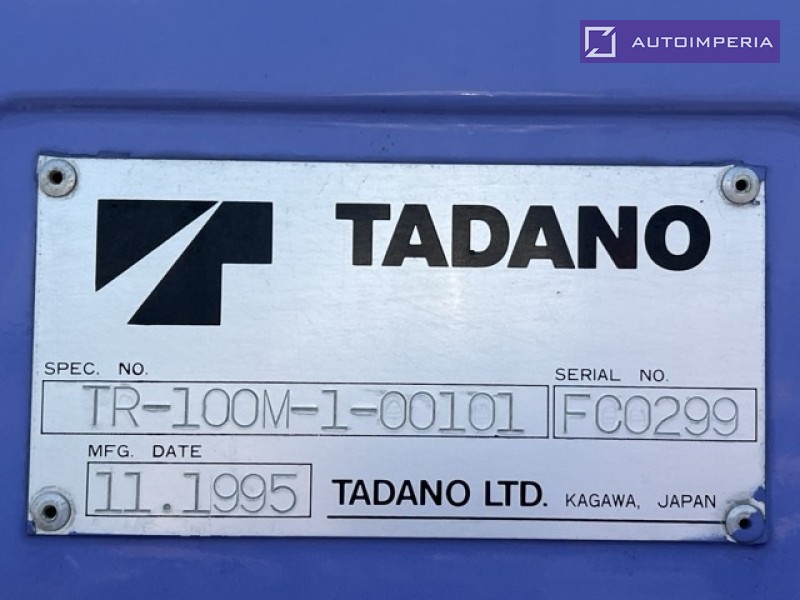 AUTOIMPERIA
TADANO
SPEC. NO.
SERIAL NO.
TR-100M-1-00101
FC0299
MFG. DATE
11.1995
TADANO LTD. KAGAWA, JAPAN